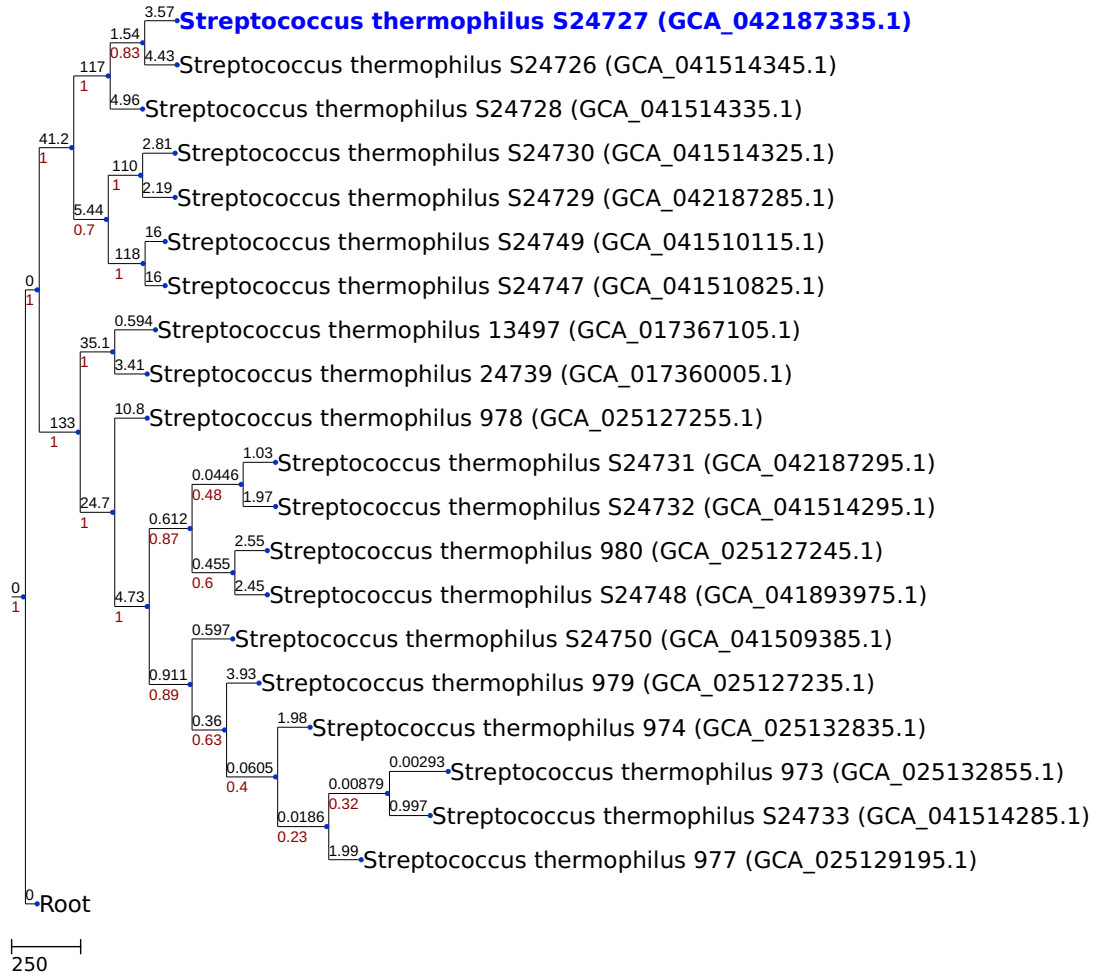 3.57
Streptococcus thermophilus S24727 (GCA_042187335.1)
1.54
0.83
4.43
Streptococcus thermophilus S24726 (GCA_041514345.1)
117
1
4.96
Streptococcus thermophilus S24728 (GCA_041514335.1)
41.2
1
2.81
Streptococcus thermophilus S24730 (GCA_041514325.1)
110
1
2.19
Streptococcus thermophilus S24729 (GCA_042187285.1)
5.44
0.7
16
Streptococcus thermophilus S24749 (GCA_041510115.1)
118
1
16
Streptococcus thermophilus S24747 (GCA_041510825.1)
0
1
0.594
Streptococcus thermophilus 13497 (GCA_017367105.1)
35.1
1
3.41
Streptococcus thermophilus 24739 (GCA_017360005.1)
133
1
10.8
Streptococcus thermophilus 978 (GCA_025127255.1)
24.7
1
1.03
Streptococcus thermophilus S24731 (GCA_042187295.1)
0.0446
0.48
1.97
Streptococcus thermophilus S24732 (GCA_041514295.1)
0.612
0.87
2.55
Streptococcus thermophilus 980 (GCA_025127245.1)
0.455
0.6
2.45
Streptococcus thermophilus S24748 (GCA_041893975.1)
0
1
4.73
1
0.597
Streptococcus thermophilus S24750 (GCA_041509385.1)
0.911
0.89
3.93
Streptococcus thermophilus 979 (GCA_025127235.1)
0.36
0.63
1.98
Streptococcus thermophilus 974 (GCA_025132835.1)
0.0605
0.4
0.00293
Streptococcus thermophilus 973 (GCA_025132855.1)
0.00879
0.32
0.997
Streptococcus thermophilus S24733 (GCA_041514285.1)
0.0186
0.23
1.99
Streptococcus thermophilus 977 (GCA_025129195.1)
0
Root
250